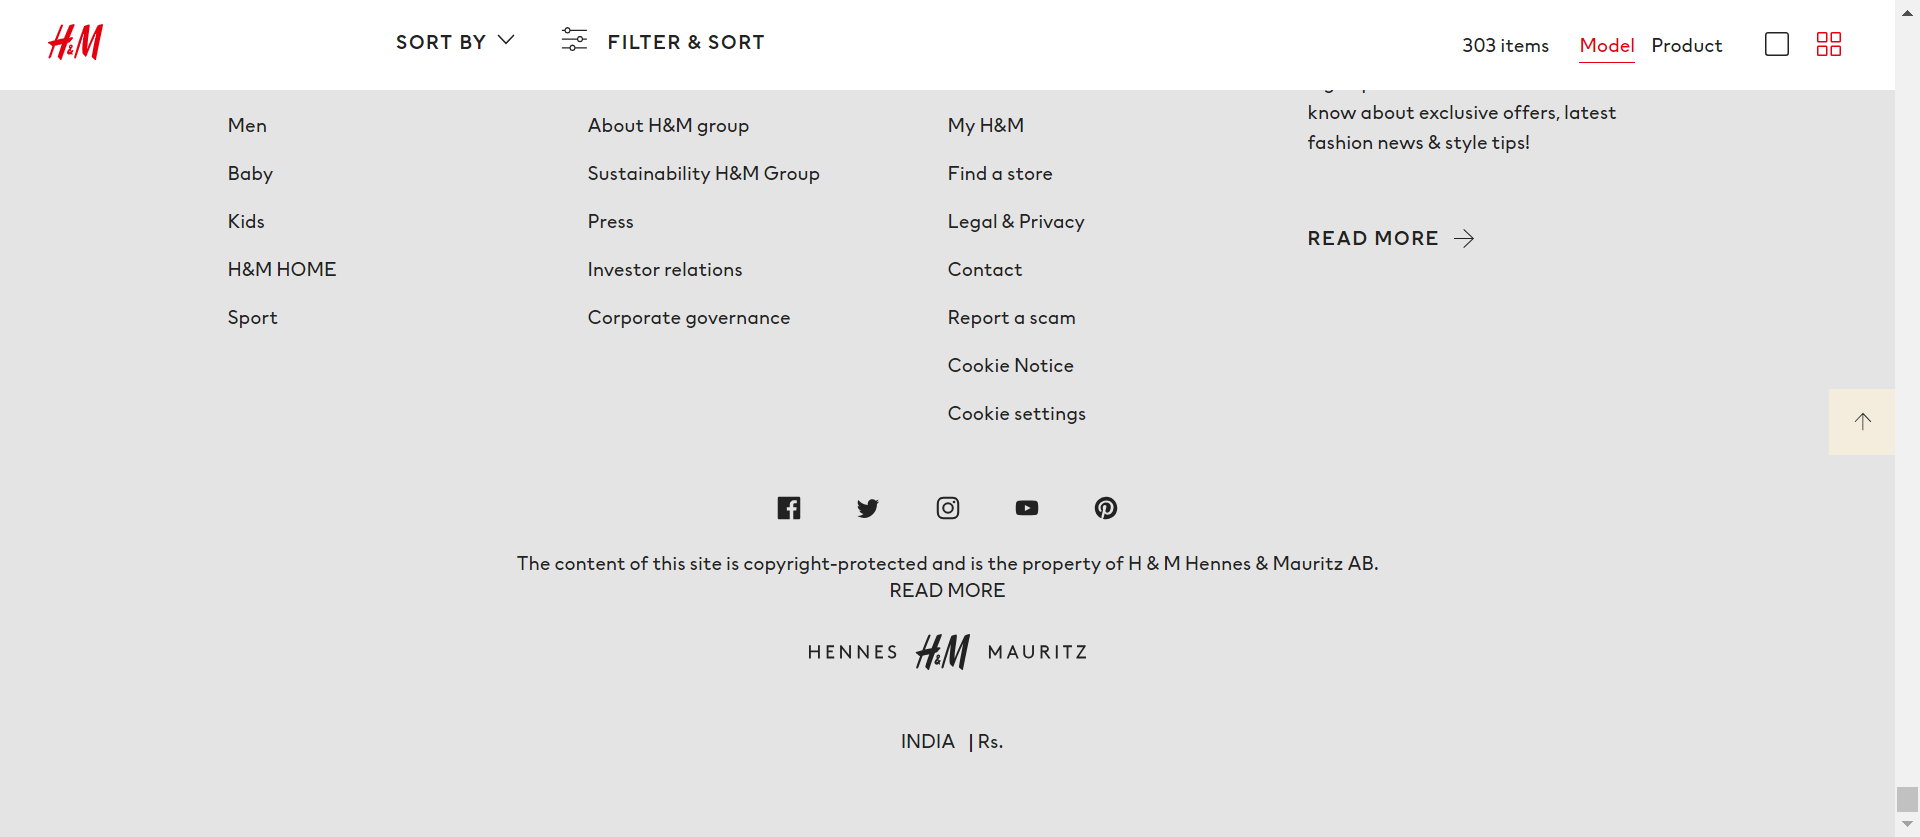 H&M
SORT BY
FILTER & SORT
303 items
Model
Product
Men
Baby
Kids
H&M HOME
Sport
About H&M group
Sustainability H&M Group
Press
Investor relations
Corporate governance
My H&M
Find a store
Legal & Privacy
Contact
Report a scam
Cookie Notice
Cookie settings
know about exclusive offers, latest
fashion news & style tips!
READ MORE
The content of this site is copyright-protected and is the property of H & M Hennes & Mauritz AB.
READ MORE
HENNES H&M MAURITZ
INDIA | Rs.